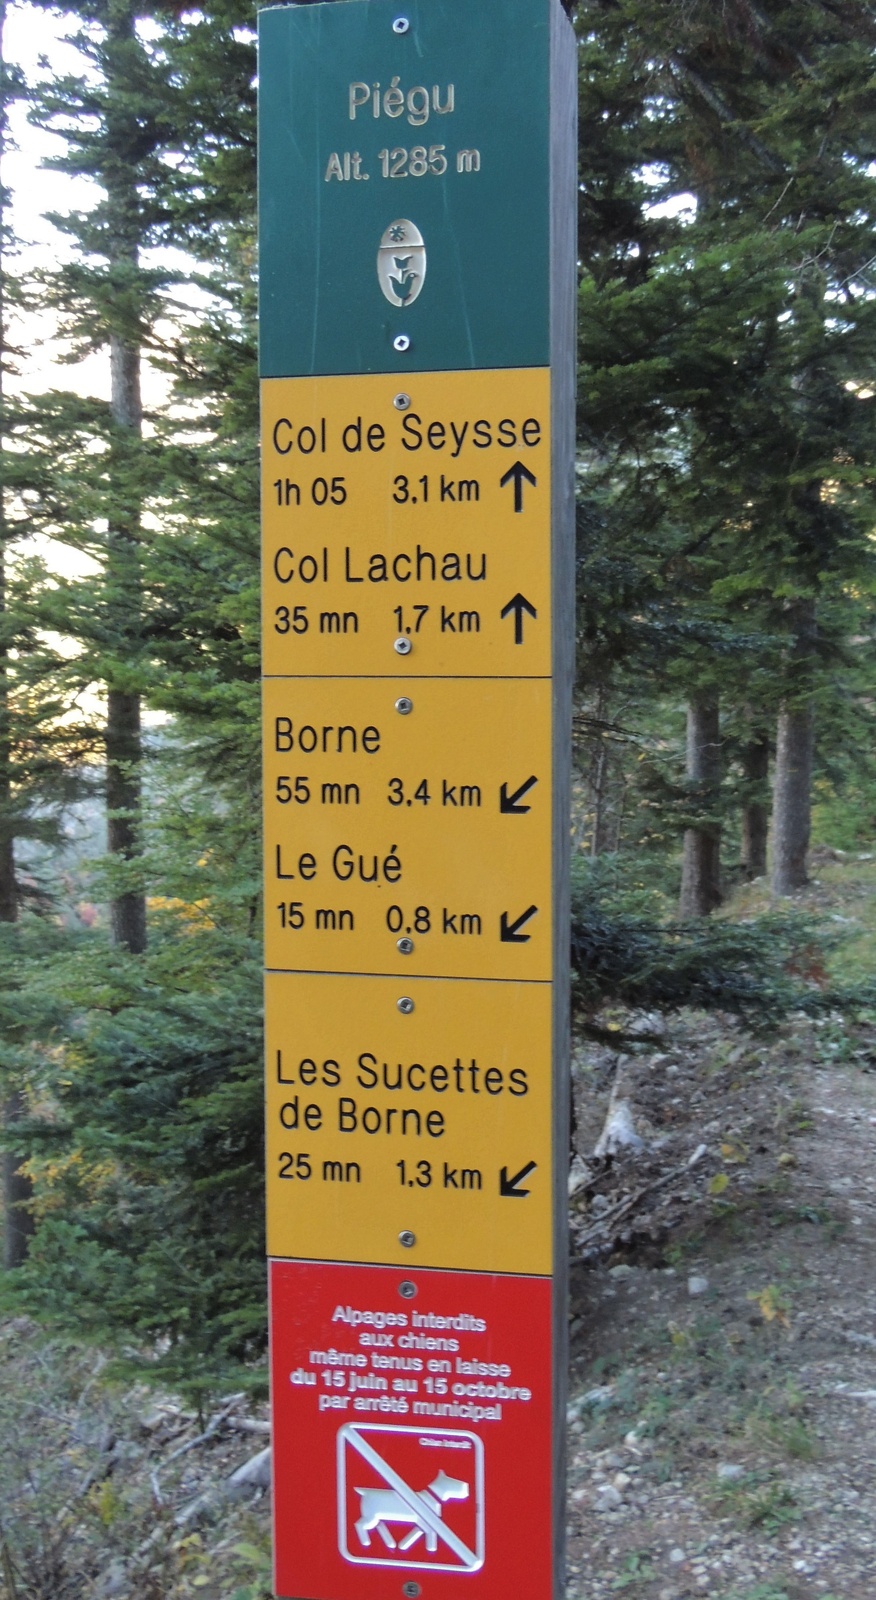 Piégu
Alt. 1285 m
Col de Seysse
1h 05 3,1 km
Col Lachau
35 mn 1,7 km
Borne
55 mn 3,4 km
Le Gué
15 mn 0,8 km
Les Sucettes
de Borne
25 mn 1,3 km
Alpages interdits
aux chiens
même tenus en laisse
du 15 juin au 15 octobre
par arrêté municipal
Chien interdit